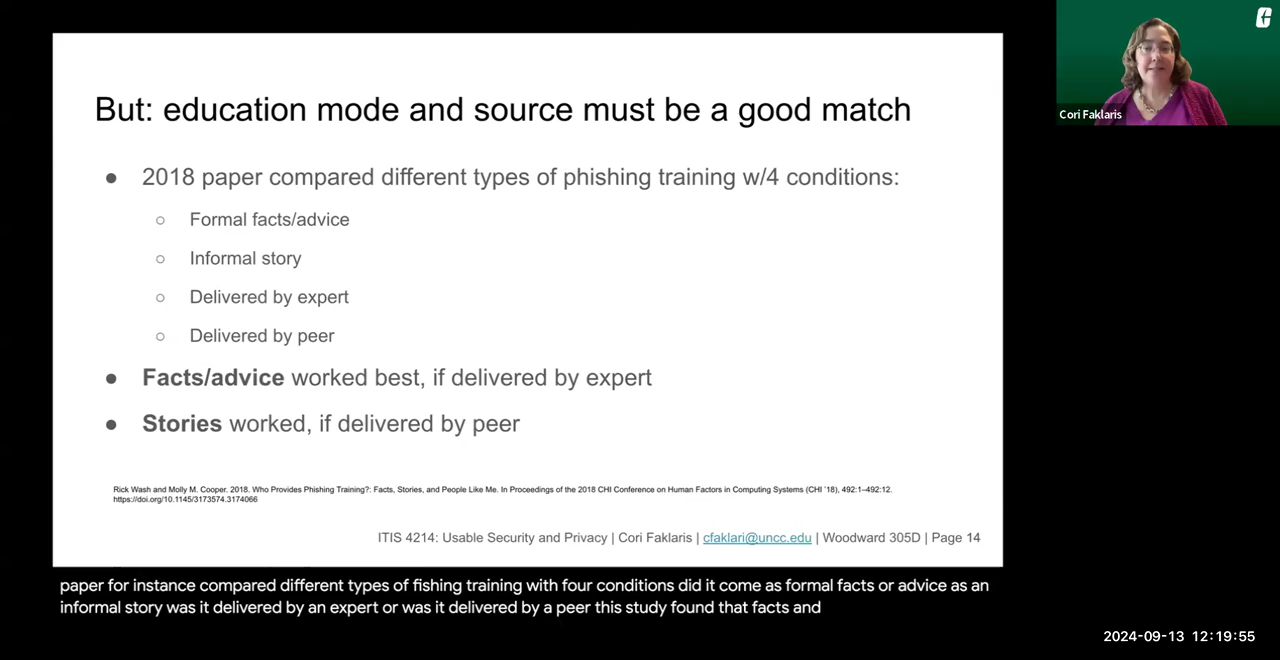 But: education mode and source must be a good match
● 2018 paper compared different types of phishing training w/4 conditions:
○ Formal facts/advice
○ Informal story
○ Delivered by expert
○ Delivered by peer
● Facts/advice worked best, if delivered by expert
● Stories worked, if delivered by peer
Rick Wash and Molly M. Cooper. 2018. Who Provides Phishing Training?: Facts, Stories, and People Like Me. In Proceedings of the 2018 CHI Conference on Human Factors in Computing Systems (CHI '18), 492:1–492:12.
https://doi.org/10.1145/3173574.3174066
ITIS 4214: Usable Security and Privacy | Cori Faklaris | cfaklari@uncc.edu | Woodward 305D | Page 14
Cori Faklaris
paper for instance compared different types of fishing training with four conditions did it come as formal facts or advice as an
informal story was it delivered by an expert or was it delivered by a peer this study found that facts and
2024-09-13 12:19:55